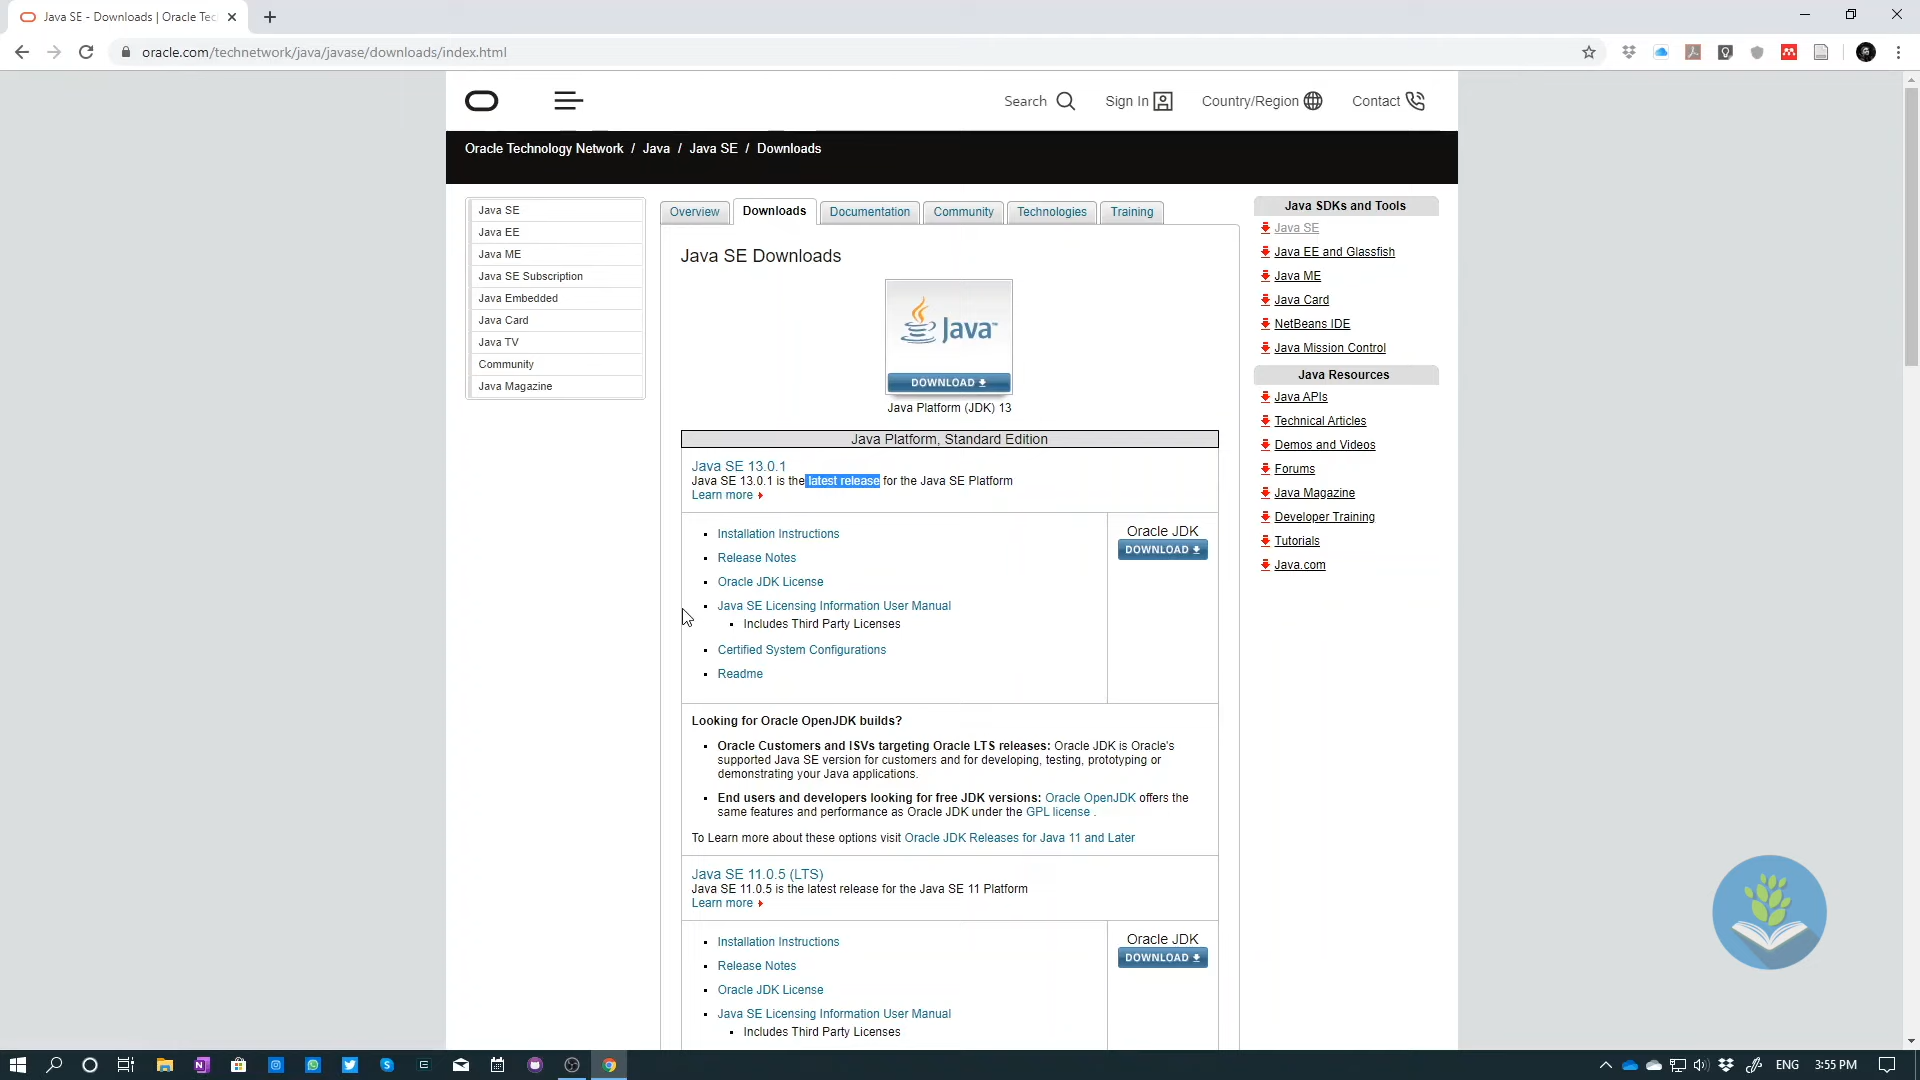 Java SE - Downloads | Oracle Tec
oracle.com/technetwork/java/javase/downloads/index.html
Search
Sign In
Country/Region
Contact
Oracle Technology Network / Java / Java SE / Downloads
Java SE
Java EE
Java ME
Java SE Subscription
Java Embedded
Java Card
Java TV
Community
Java Magazine
Overview
Downloads
Documentation
Community
Technologies
Training
Java SE Downloads
Java™
DOWNLOAD
Java Platform (JDK) 13
Java Platform, Standard Edition
Java SE 13.0.1
Java SE 13.0.1 is the latest release for the Java SE Platform
Learn more
Installation Instructions
Release Notes
Oracle JDK License
Java SE Licensing Information User Manual
Includes Third Party Licenses
Certified System Configurations
Readme
Oracle JDK
DOWNLOAD
Looking for Oracle OpenJDK builds?
Oracle Customers and ISVs targeting Oracle LTS releases: Oracle JDK is Oracle's
supported Java SE version for customers and for developing, testing, prototyping or
demonstrating your Java applications.
End users and developers looking for free JDK versions: Oracle OpenJDK offers the
same features and performance as Oracle JDK under the GPL license .
To Learn more about these options visit Oracle JDK Releases for Java 11 and Later
Java SE 11.0.5 (LTS)
Java SE 11.0.5 is the latest release for the Java SE 11 Platform
Learn more
Installation Instructions
Release Notes
Oracle JDK License
Java SE Licensing Information User Manual
Includes Third Party Licenses
Oracle JDK
DOWNLOAD
Java SDKs and Tools
Java SE
Java EE and Glassfish
Java ME
Java Card
NetBeans IDE
Java Mission Control
Java Resources
Java APIs
Technical Articles
Demos and Videos
Forums
Java Magazine
Developer Training
Tutorials
Java.com
ENG
3:55 PM